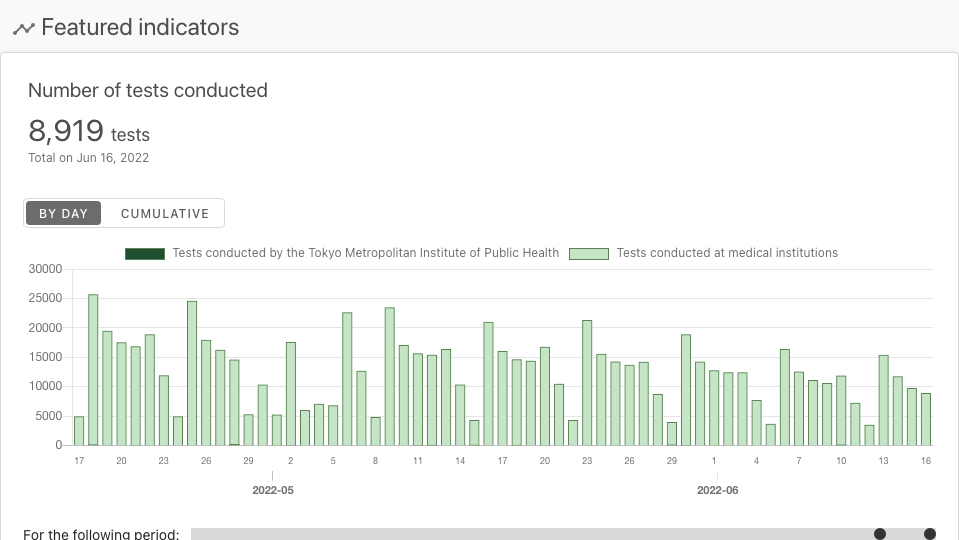 Featured indicators
Number of tests conducted
8,919 tests
Total on Jun 16, 2022
BY DAY CUMULATIVE
Tests conducted by the Tokyo Metropolitan Institute of Public Health Tests conducted at medical institutions
30000
25000
20000
15000
10000
5000
0
17 20 23 26 29 2 5 8 11 14 17 20 23 26 29 1 4 7 10 13 16
2022-05 2022-06
For the following period: